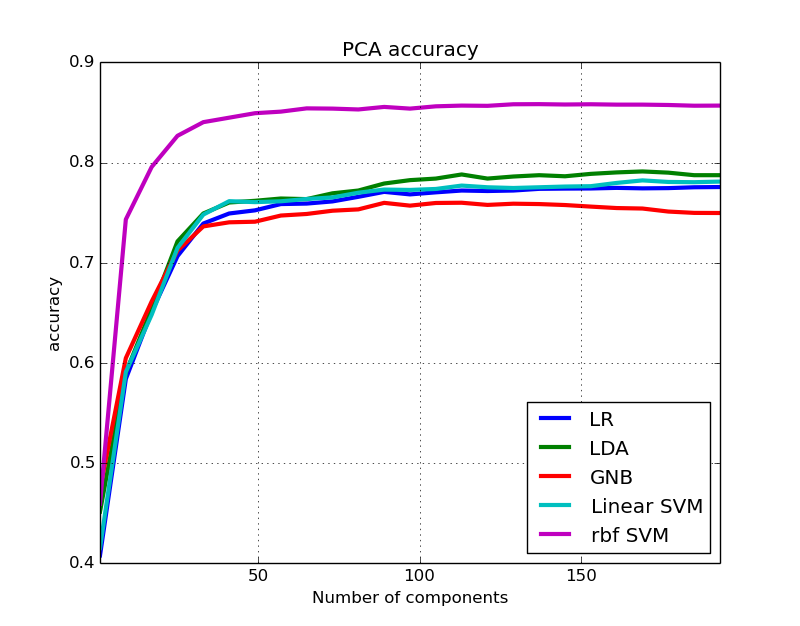 PCA accuracy
0.9
0.8
0.7
0.6
0.5
0.4
accuracy
50
100
150
Number of components
LR
LDA
GNB
Linear SVM
rbf SVM